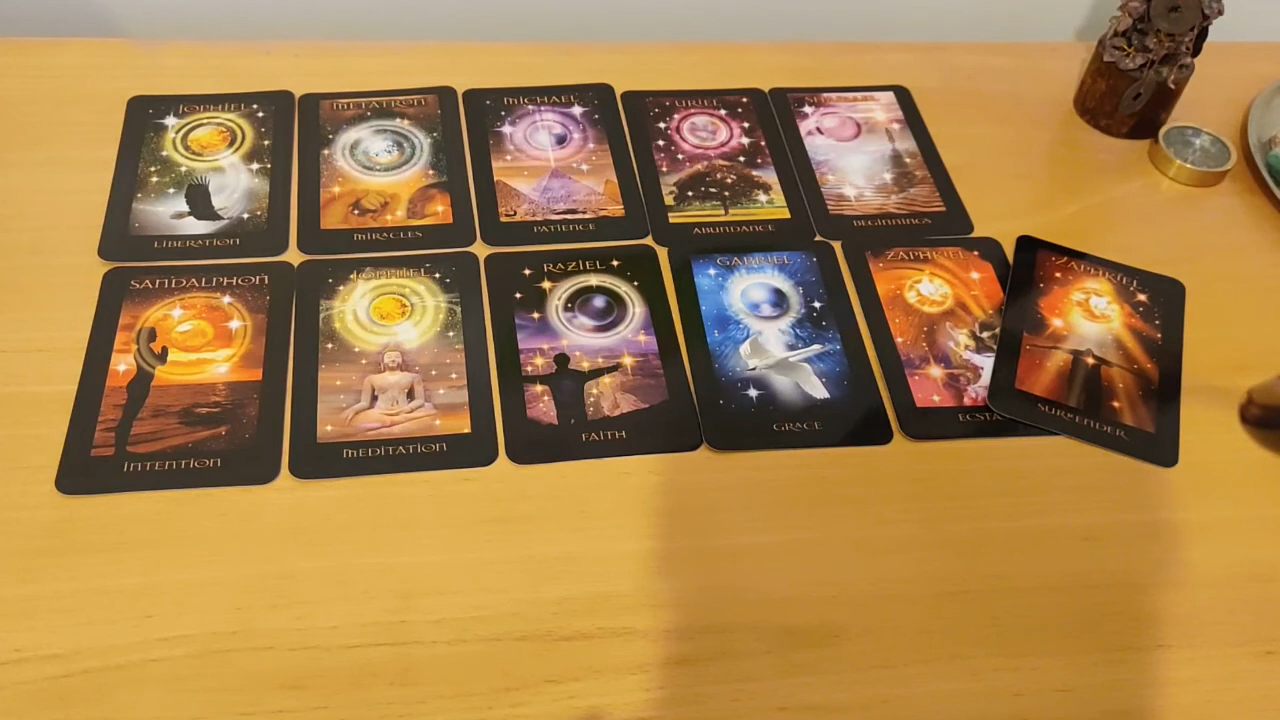 JOPHIEL
LIBERATION
METATRON
MIRACLES
MICHAEL
PATIENCE
URIEL
ABUNDANCE
BEGINNINGS
SANDALPHON
INTENTION
JOPHIEL
MEDITATION
RAZIEL
FAITH
GABRIEL
GRACE
ZAPHKIEL
ECSTA
ZAPHKIEL
SURRENDER